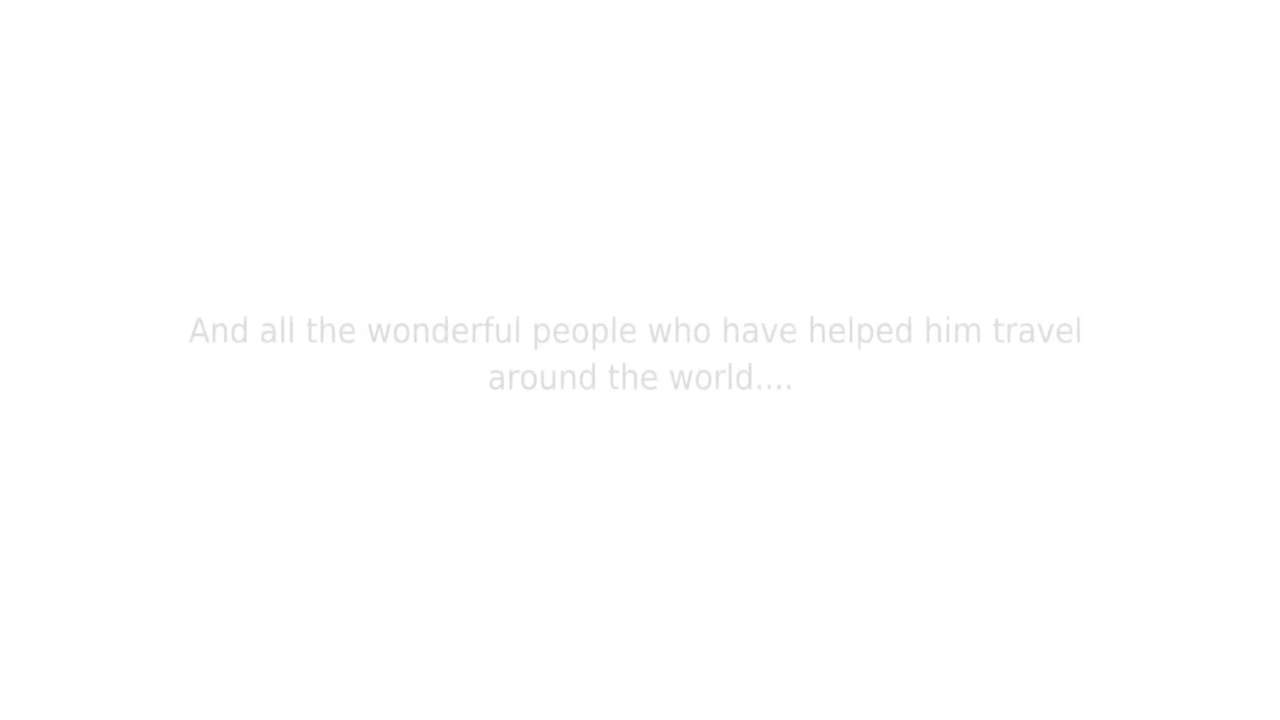 And all the wonderful people who have helped him travel
around the world....